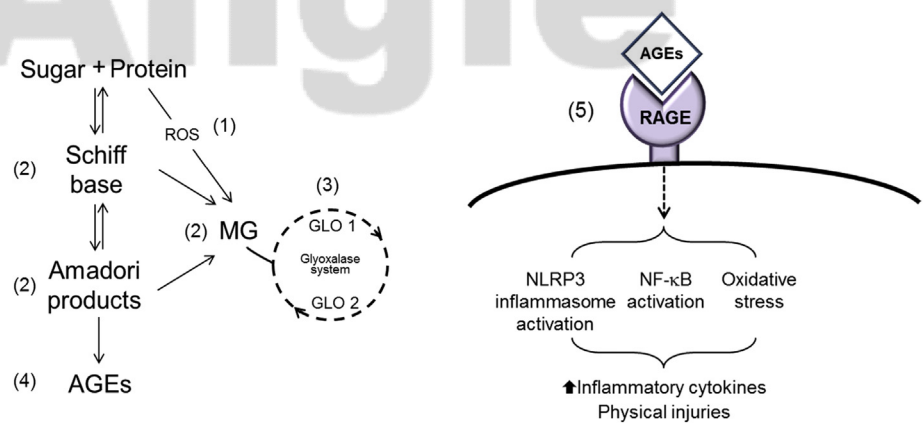 Angle
Sugar + Protein
ROS (1)
(2) Schiff
base
(3)
(2) MG
GLO 1
Glyoxalase
system
GLO 2
(2) Amadori
products
(4) AGEs
AGEs
(5) RAGE
NLRP3
inflammasome
activation
NF-κB
activation
Oxidative
stress
⬆Inflammatory cytokines
Physical injuries